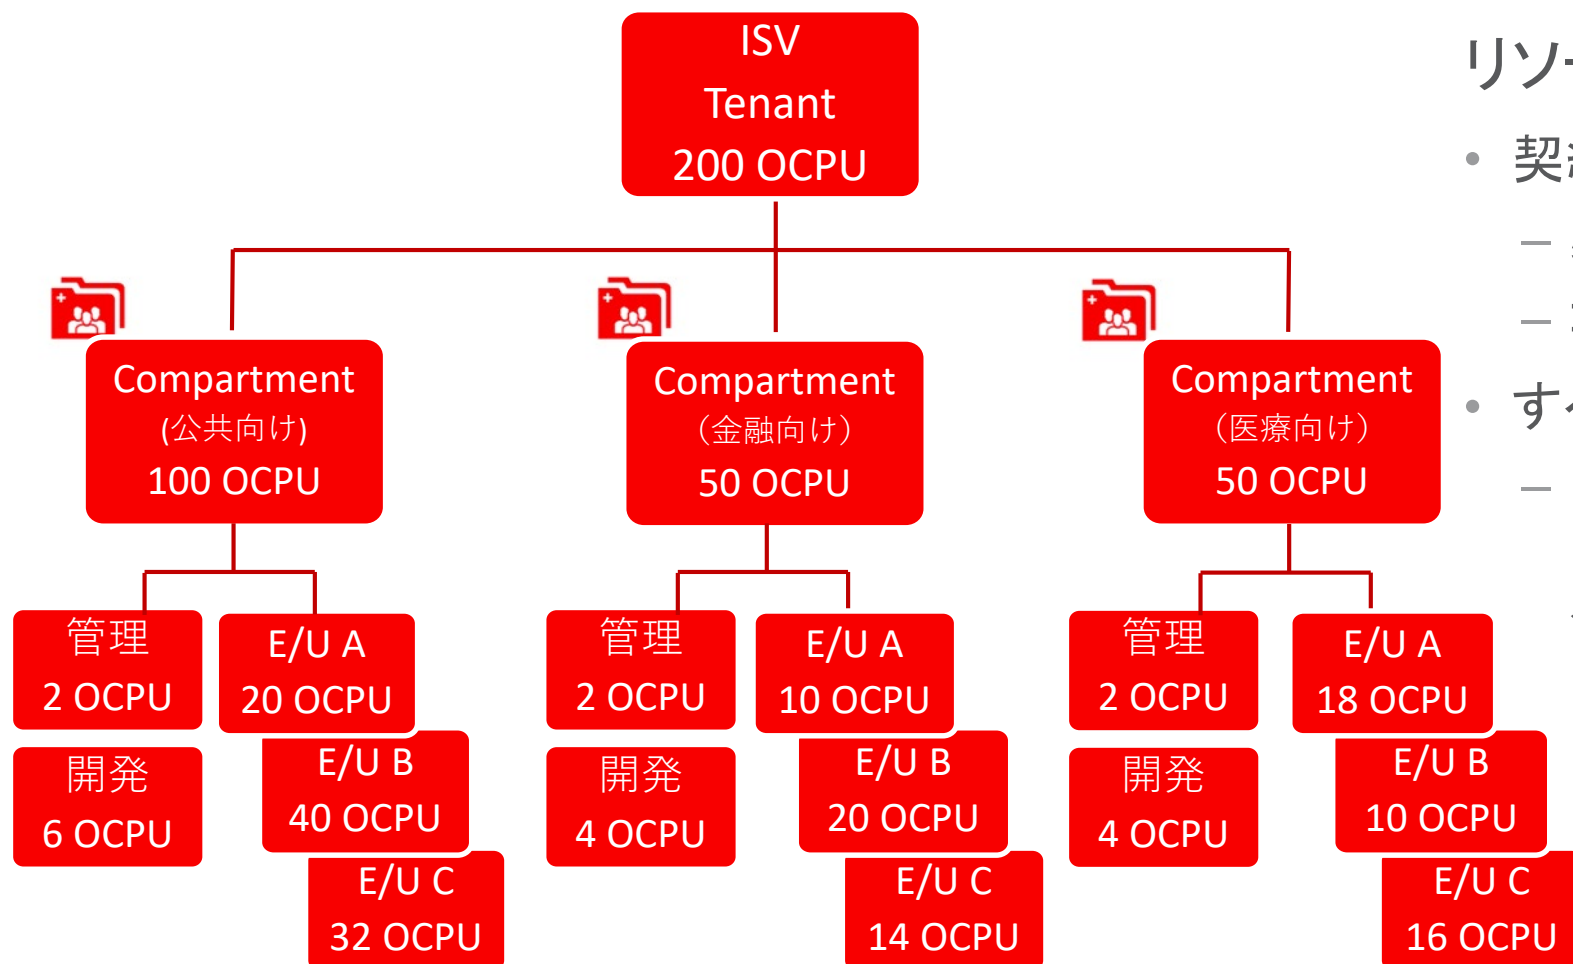 ISV
Tenant
200 OCPU
Compartment
(公共向け)
100 OCPU
Compartment
（金融向け）
50 OCPU
Compartment
（医療向け）
50 OCPU
管理
2 OCPU
開発
6 OCPU
E/U A
20 OCPU
E/U B
40 OCPU
E/U C
32 OCPU
管理
2 OCPU
開発
4 OCPU
E/U A
10 OCPU
E/U B
20 OCPU
E/U C
14 OCPU
管理
2 OCPU
開発
4 OCPU
E/U A
18 OCPU
E/U B
10 OCPU
E/U C
16 OCPU
リソ
• 契
• す